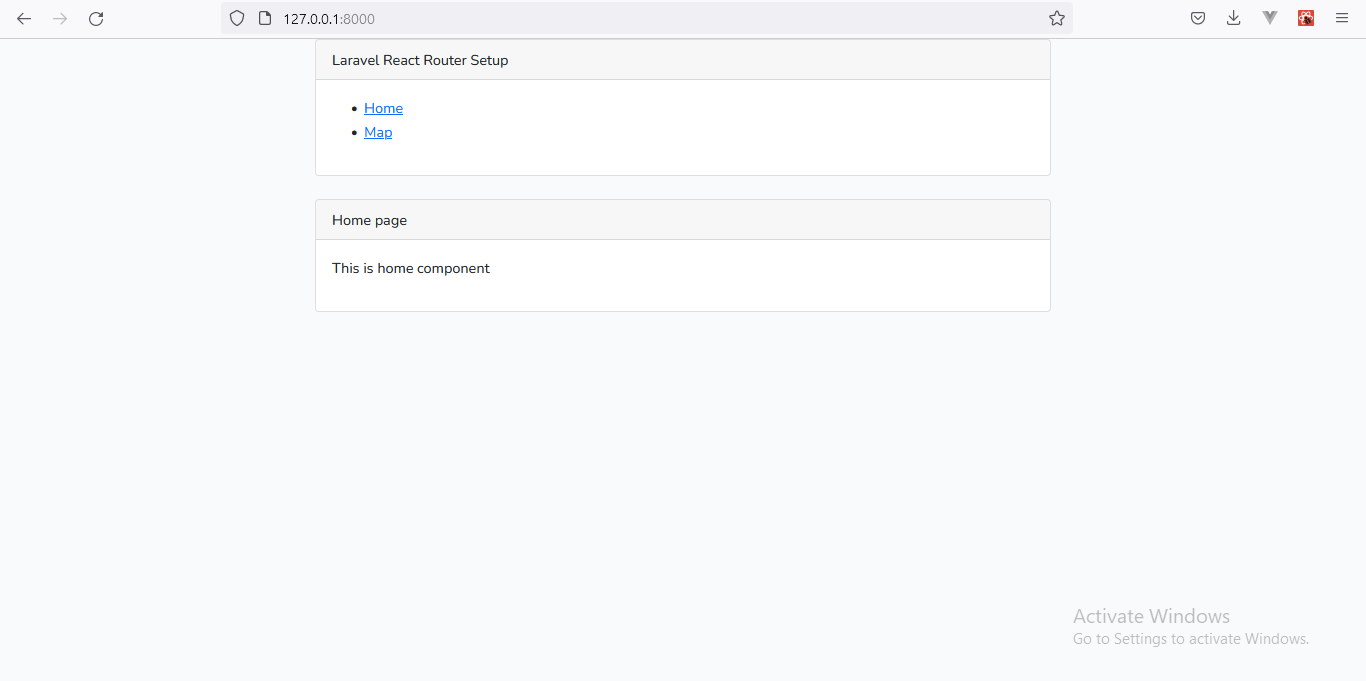 127.0.0.1:8000
Laravel React Router Setup
Home
Map
Home page
This is home component
Activate Windows
Go to Settings to activate Windows.